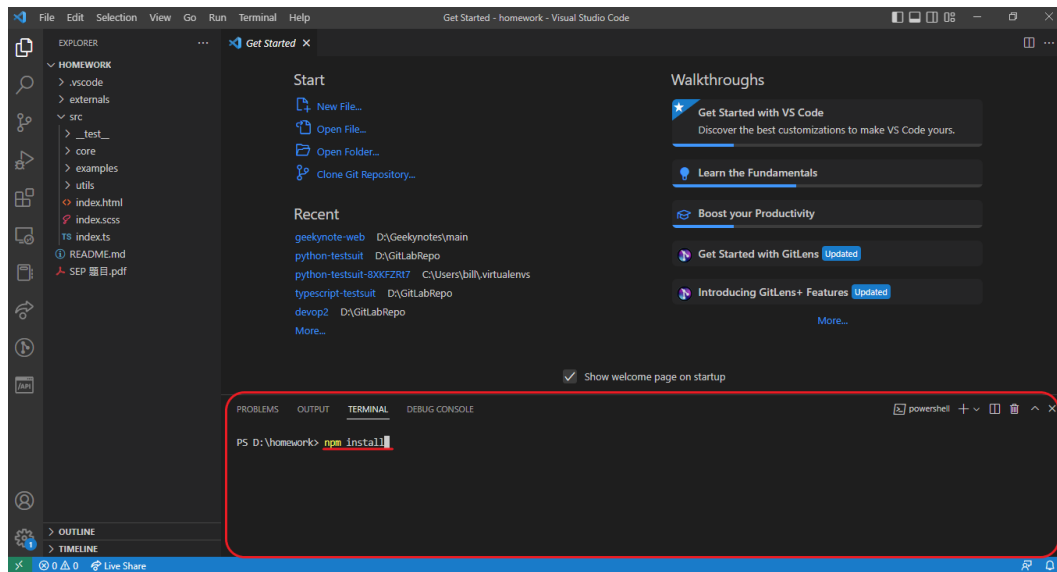 File Edit Selection View Go Run Terminal Help
Get Started - homework - Visual Studio Code
EXPLORER
Get Started
HOMEWORK
.vscode
externals
src
__test__
core
examples
utils
index.html
index.scss
TS index.ts
README.md
SEP 題目.pdf
Start
New File...
Open File...
Open Folder...
Clone Git Repository...
Recent
geekynote-web D:\Geekynotes\main
python-testsuit D:\GitLabRepo
python-testsuit-8XKFZRt7 C:\Users\bill\.virtualenvs
typescript-testsuit D:\GitLabRepo
devop2 D:\GitLabRepo
More...
Walkthroughs
Get Started with VS Code
Discover the best customizations to make VS Code yours.
Learn the Fundamentals
Boost your Productivity
Get Started with GitLens Updated
Introducing GitLens+ Features Updated
More...
Show welcome page on startup
PROBLEMS OUTPUT TERMINAL DEBUG CONSOLE
powershell
PS D:\homework> npm install
/API
1
OUTLINE
TIMELINE
0 0 Live Share